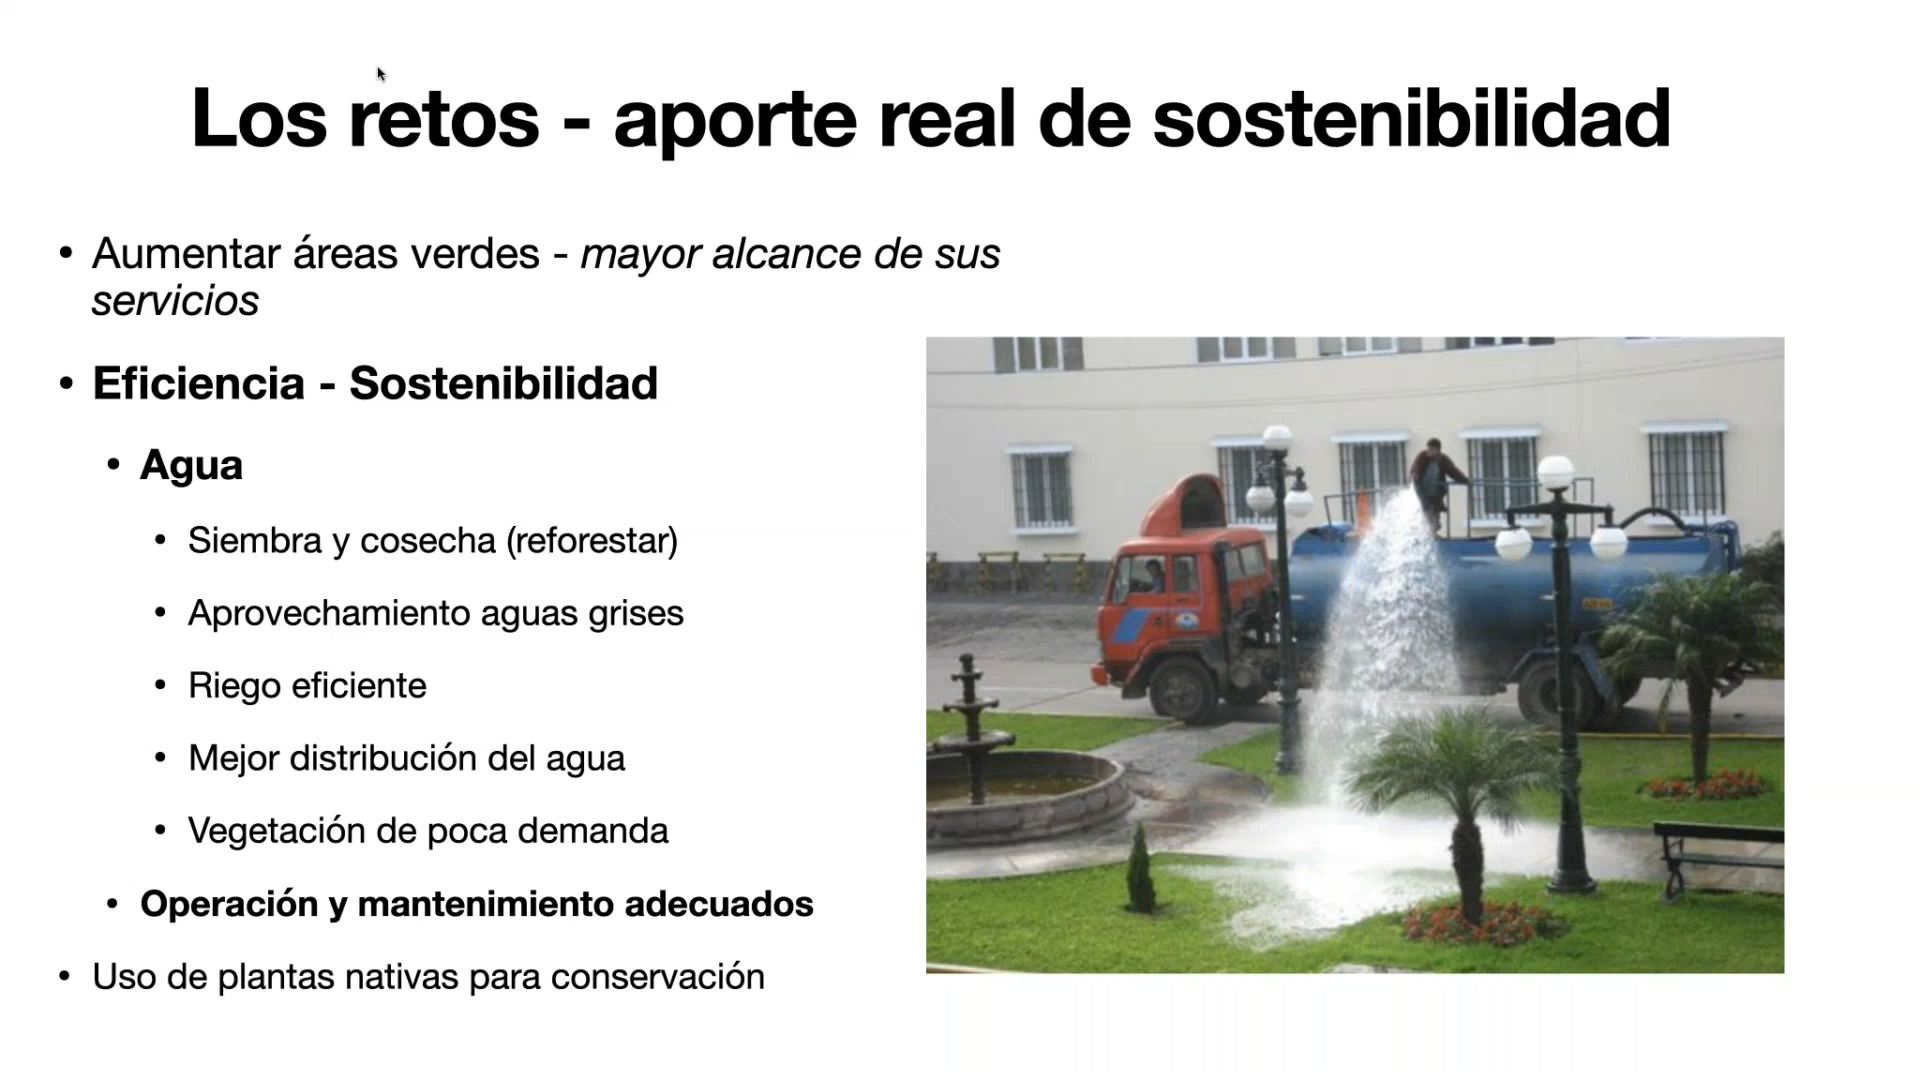 Los retos - aporte real de sostenibilidad
• Aumentar áreas verdes - mayor alcance de sus
servicios
• Eficiencia - Sostenibilidad
• Agua
• Siembra y cosecha (reforestar)
• Aprovechamiento aguas grises
• Riego eficiente
• Mejor distribución del agua
• Vegetación de poca demanda
• Operación y mantenimiento adecuados
• Uso de plantas nativas para conservación